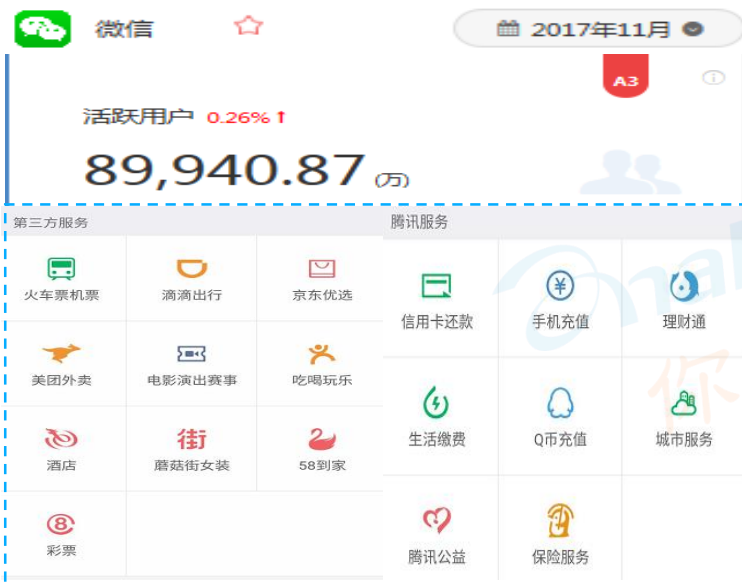 微信
2017年11月
A3
活跃用户 0.26%↑
89,940.87(万)
第三方服务
火车票机票 滴滴出行 京东优选
美团外卖 电影演出赛事 吃喝玩乐
街
酒店 蘑菇街女装 58到家
8
彩票
腾讯服务
¥
信用卡还款 手机充值 理财通
生活缴费 Q币充值 城市服务
腾讯公益 保险服务
nal
你